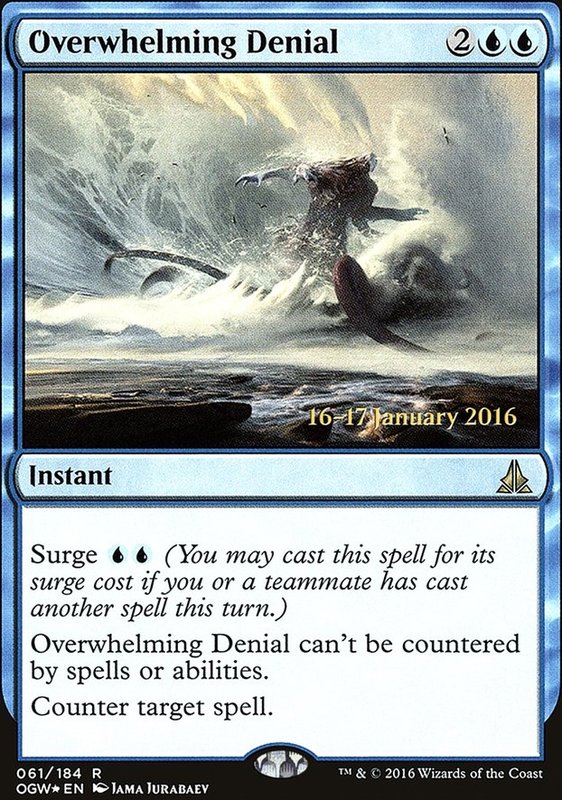 Overwhelming Denial 2
16-17 January 2016
Instant
Surge (You may cast this spell for its
surge cost if you or a teammate has cast
another spell this turn.)
Overwhelming Denial can't be countered
by spells or abilities.
Counter target spell.
061/184 R
OGW★EN Jama Jurabaev
™ & © 2016 Wizards of the Coast